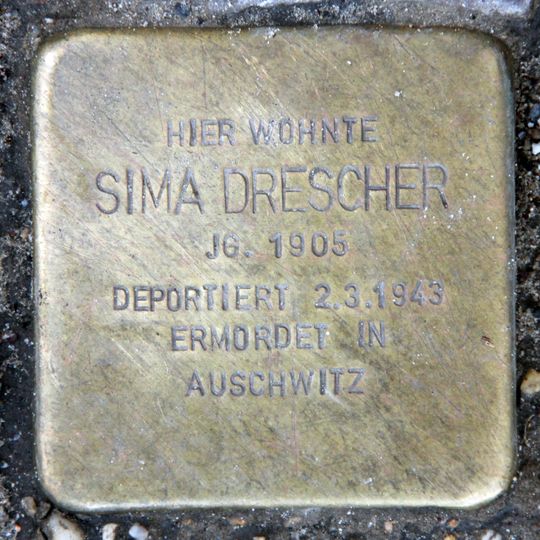 HIER WOHNTE
SIMA DRESCHER
JG. 1905
DEPORTIERT 2.3.1943
ERMORDET IN
AUSCHWITZ